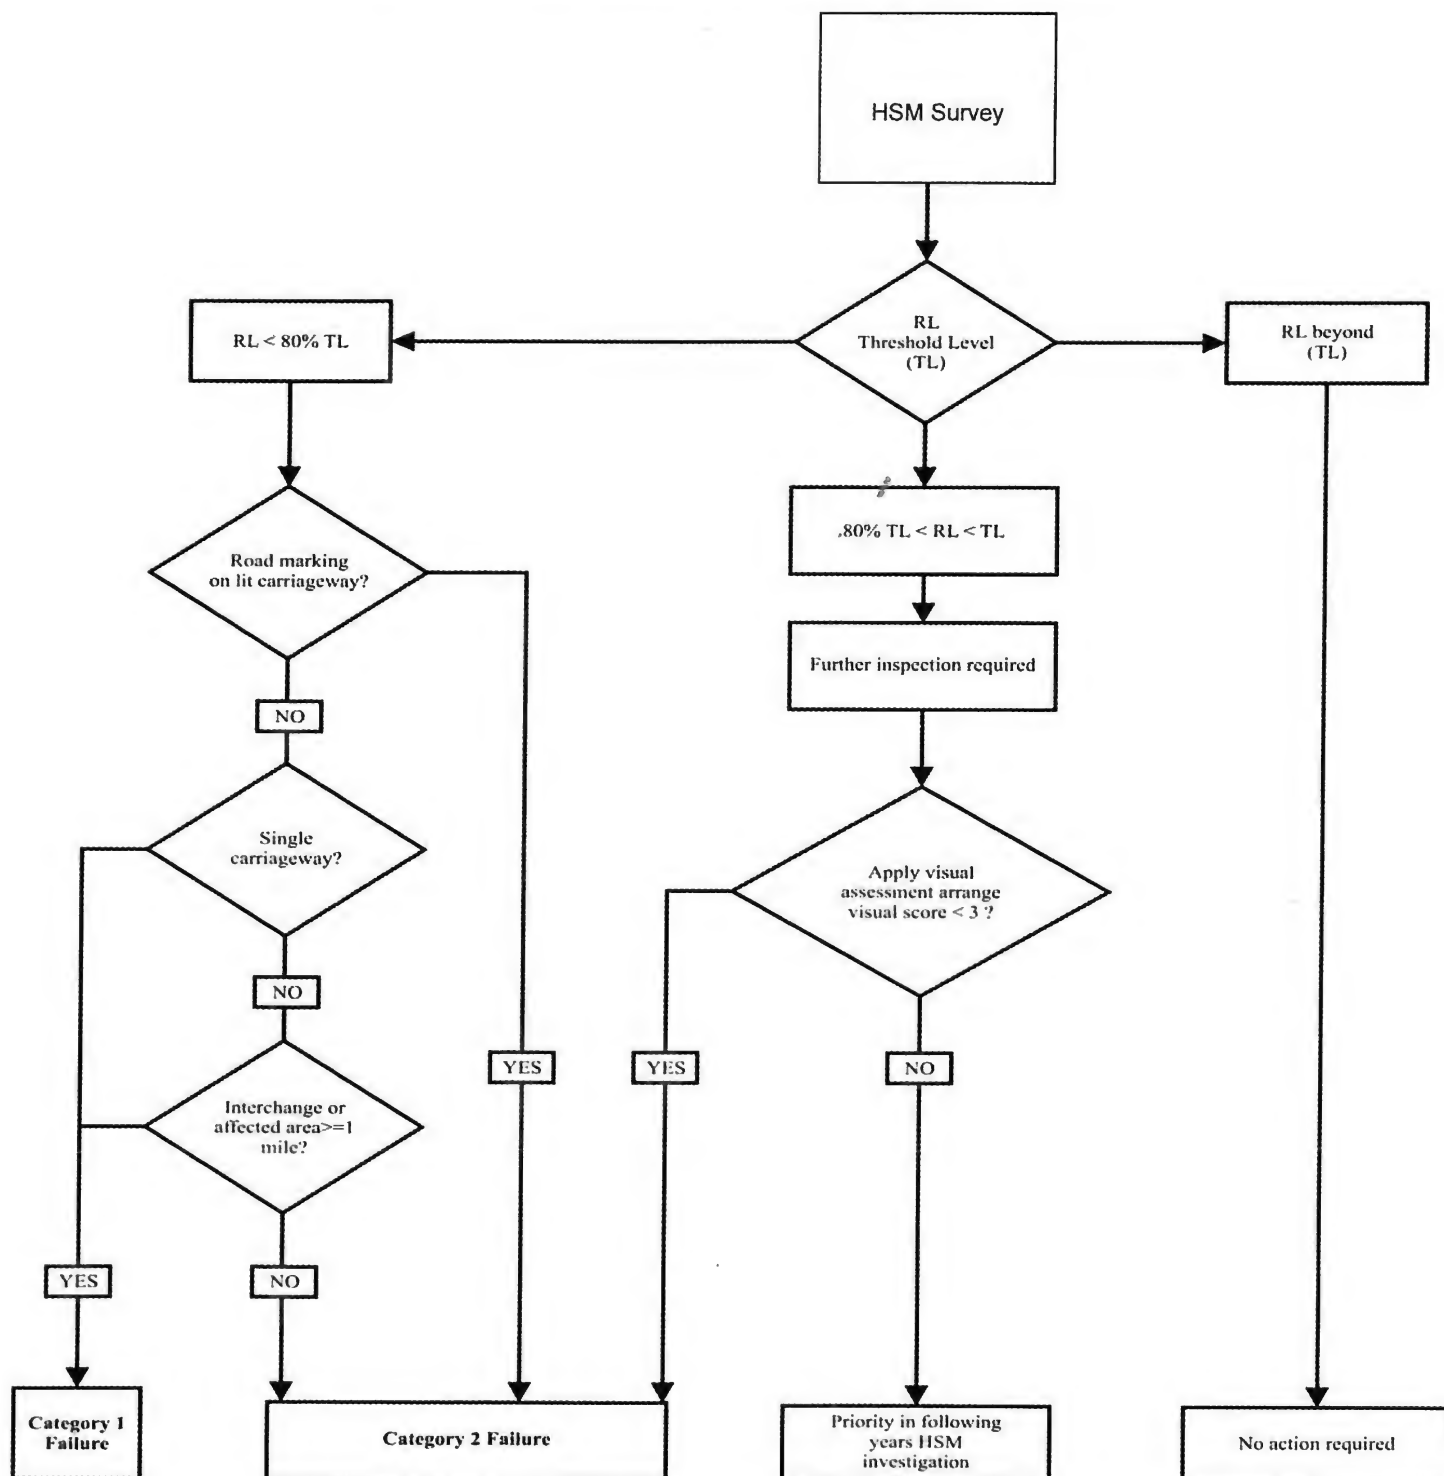 HSM Survey
RL
Threshold Level
(TL)
RL < 80% TL
RL beyond
(TL)
.80% TL < RL < TL
Road marking
on lit carriageway?
Further inspection required
NO
Single
carriageway?
Apply visual
assessment arrange
visual score < 3 ?
NO
Interchange or
affected area>=1
mile?
YES
YES
NO
YES
NO
Category 1
Failure
Category 2 Failure
Priority in following
years HSM
investigation
No action required